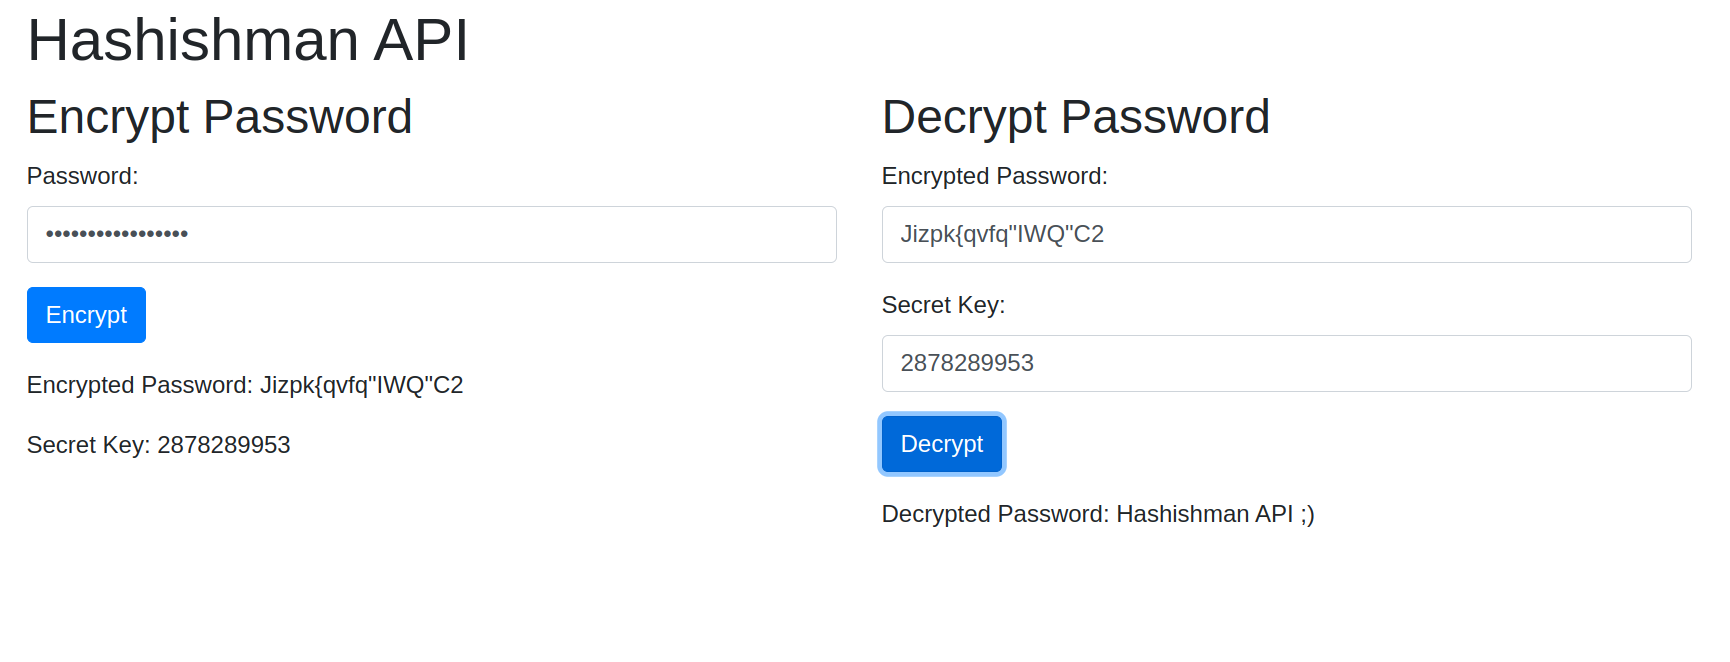 Hashishman API
Encrypt Password
Password:
•••••••••••••••••
Encrypt
Encrypted Password: Jizpk{qvfq"IWQ"C2
Secret Key: 2878289953
Decrypt Password
Encrypted Password:
Jizpk{qvfq"IWQ"C2
Secret Key:
2878289953
Decrypt
Decrypted Password: Hashishman API ;)